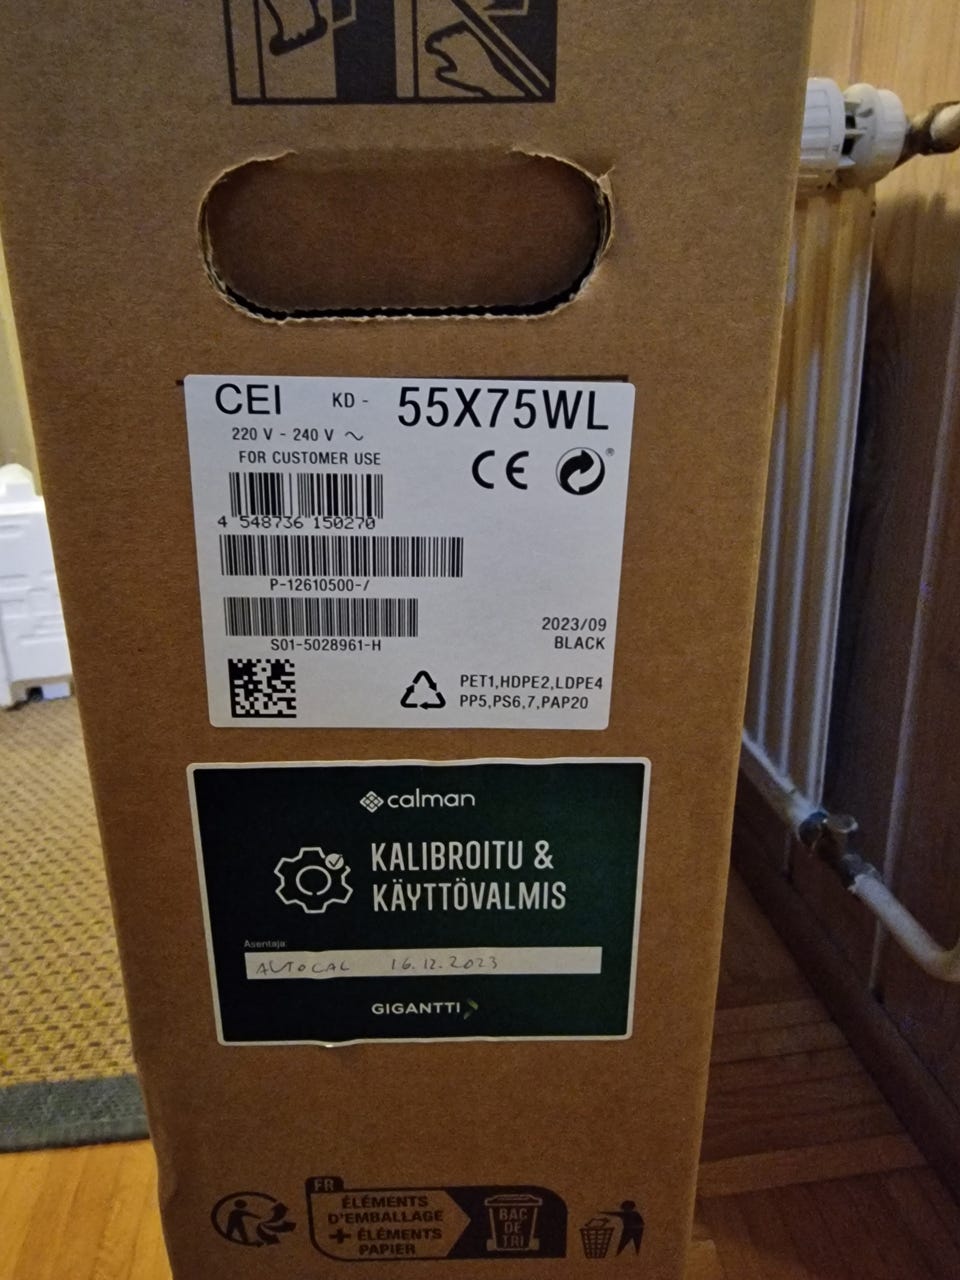 CEI KD - 55X75WL
220 V - 240 V ~
FOR CUSTOMER USE
CE
®
4 548736 150270
P-12610500-/
S01-5028961-H
2023/09
BLACK
PET1,HDPE2,LDPE4
PP5,PS6,7,PAP20
calman
KALIBROITU &
KÄYTTÖVALMIS
Asentaja:
AUTOCAL 16.12.2023
GIGANTTI
FR
ÉLÉMENTS
D'EMBALLAGE
+ ÉLÉMENTS
PAPIER
BAC
DE
TRI